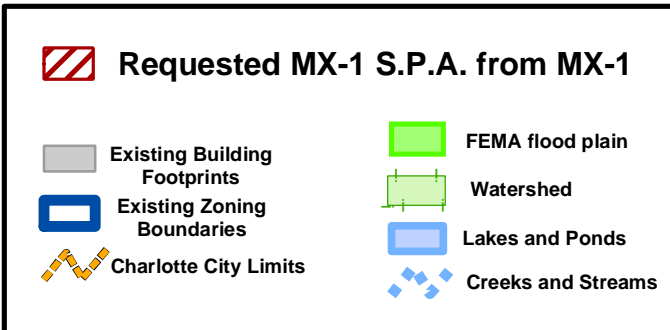 Requested MX-1 S.P.A. from MX-1
Existing Building
Footprints
Existing Zoning
Boundaries
Charlotte City Limits
FEMA flood plain
Watershed
Lakes and Ponds
Creeks and Streams